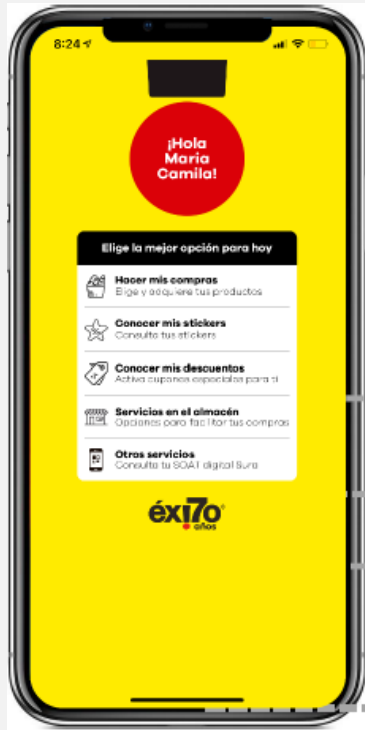 8:24
¡Hola
María
Camila!
Elige la mejor opción para hoy
Hacer mis compras
Elige y adquiere tus productos
Conocer mis stickers
Consulta tus stickers
Conocer mis descuentos
Activa cupones especiales para ti
Servicios en el almacén
Opciones para facilitar tus compras
Otros servicios
Consulta tu SOAT digital Sura
éxi70
años